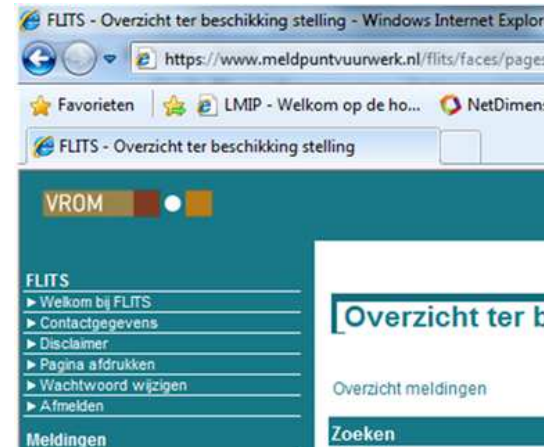 FLITS - Overzicht ter beschikking stelling - Windows Internet Explor
https://www.meldpuntvuurwerk.nl/flits/faces/pages
Favorieten LMIP - Welkom op de ho... NetDimens
FLITS - Overzicht ter beschikking stelling
VROM
FLITS
Welkom bij FLITS
Contactgegevens
Disclaimer
Pagina afdrukken
Wachtwoord wijzigen
Afmelden
Meldingen
Overzicht ter b
Overzicht meldingen
Zoeken